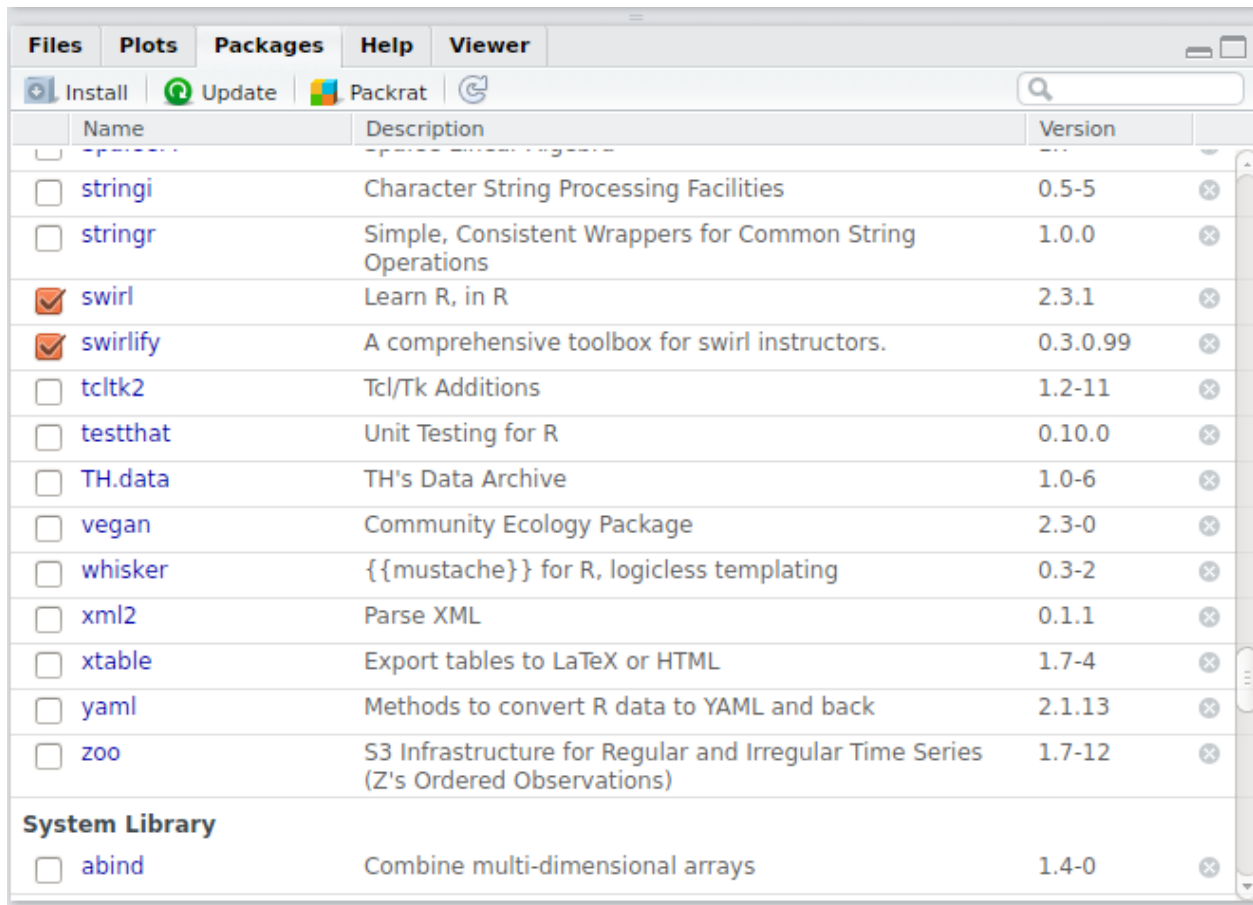 Files Plots Packages Help Viewer
Install Update Packrat
Name Description Version
stringi Character String Processing Facilities 0.5-5
stringr Simple, Consistent Wrappers for Common String 1.0.0
Operations
swirl Learn R, in R 2.3.1
swirlify A comprehensive toolbox for swirl instructors. 0.3.0.99
tcltk2 Tcl/Tk Additions 1.2-11
testthat Unit Testing for R 0.10.0
TH.data TH's Data Archive 1.0-6
vegan Community Ecology Package 2.3-0
whisker {{mustache}} for R, logicless templating 0.3-2
xml2 Parse XML 0.1.1
xtable Export tables to LaTeX or HTML 1.7-4
yaml Methods to convert R data to YAML and back 2.1.13
zoo S3 Infrastructure for Regular and Irregular Time Series 1.7-12
(Z's Ordered Observations)
System Library
abind Combine multi-dimensional arrays 1.4-0